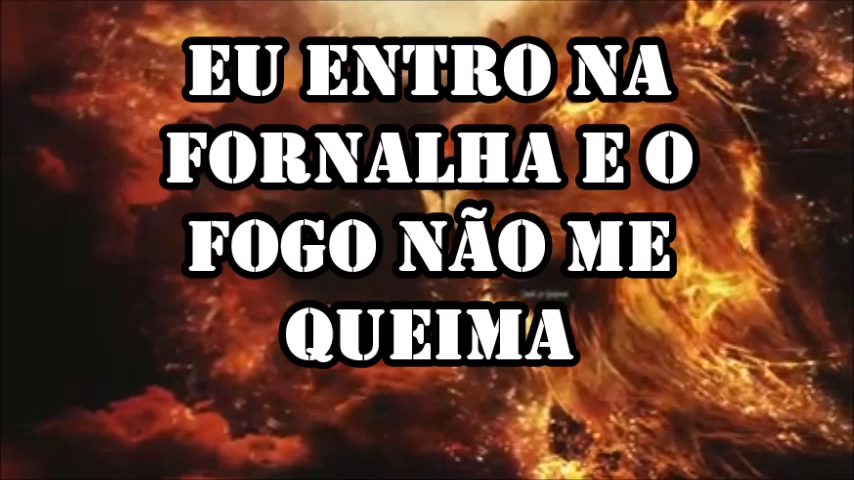 EU ENTRO NA
FORNALHA E O
FOGO NÃO ME
QUEIMA